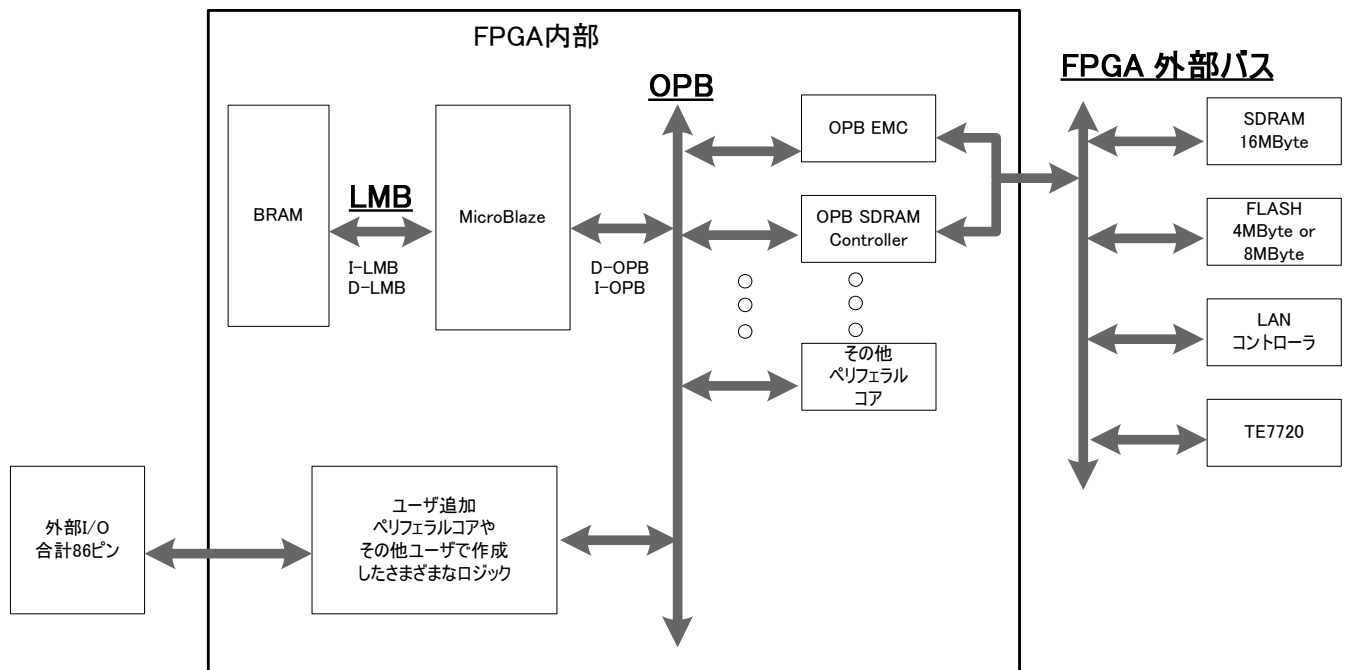 FPGA内部
FPGA 外部バス
OPB
BRAM
LMB
I-LMB
D-LMB
MicroBlaze
D-OPB
I-OPB
OPB EMC
OPB SDRAM
Controller
その他
ペリフェラル
コア
SDRAM
16MByte
FLASH
4MByte or
8MByte
LAN
コントローラ
TE7720
外部I/O
合計86ピン
ユーザ追加
ペリフェラルコアや
その他ユーザで作成
したさまざまなロジック